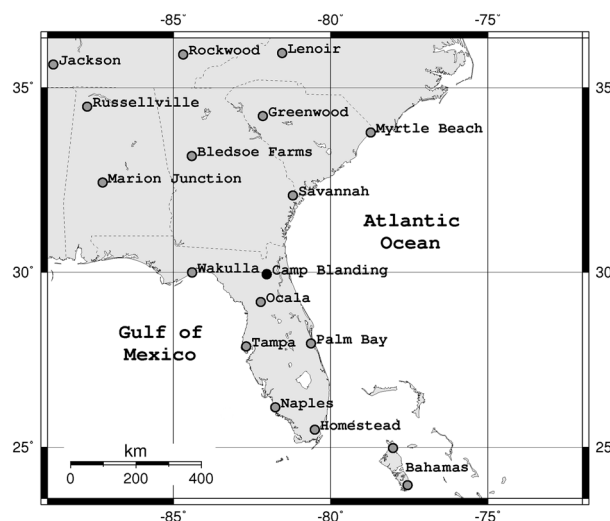 -85˚ -80˚ -75˚
Jackson
Rockwood
Lenoir
35˚ 35˚
Russellville
Greenwood
Myrtle Beach
Bledsoe Farms
Marion Junction
Savannah
Atlantic
Ocean
30˚ 30˚
Wakulla
Camp Blanding
Ocala
Gulf of
Mexico
Tampa
Palm Bay
Naples
Homestead
25˚ 25˚
km
Bahamas
0 200 400
-85˚ -80˚ -75˚